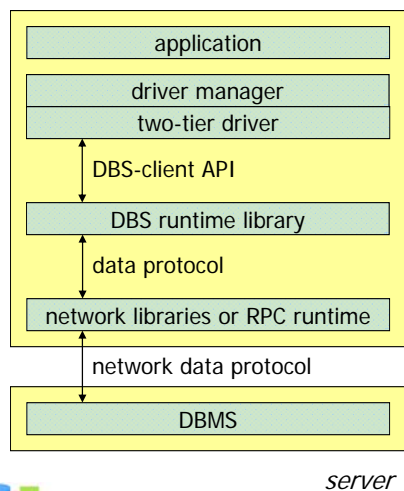 application
driver manager
two-tier driver
DBS-client API
DBS runtime library
data protocol
network libraries or RPC runtime
network data protocol
DBMS
server